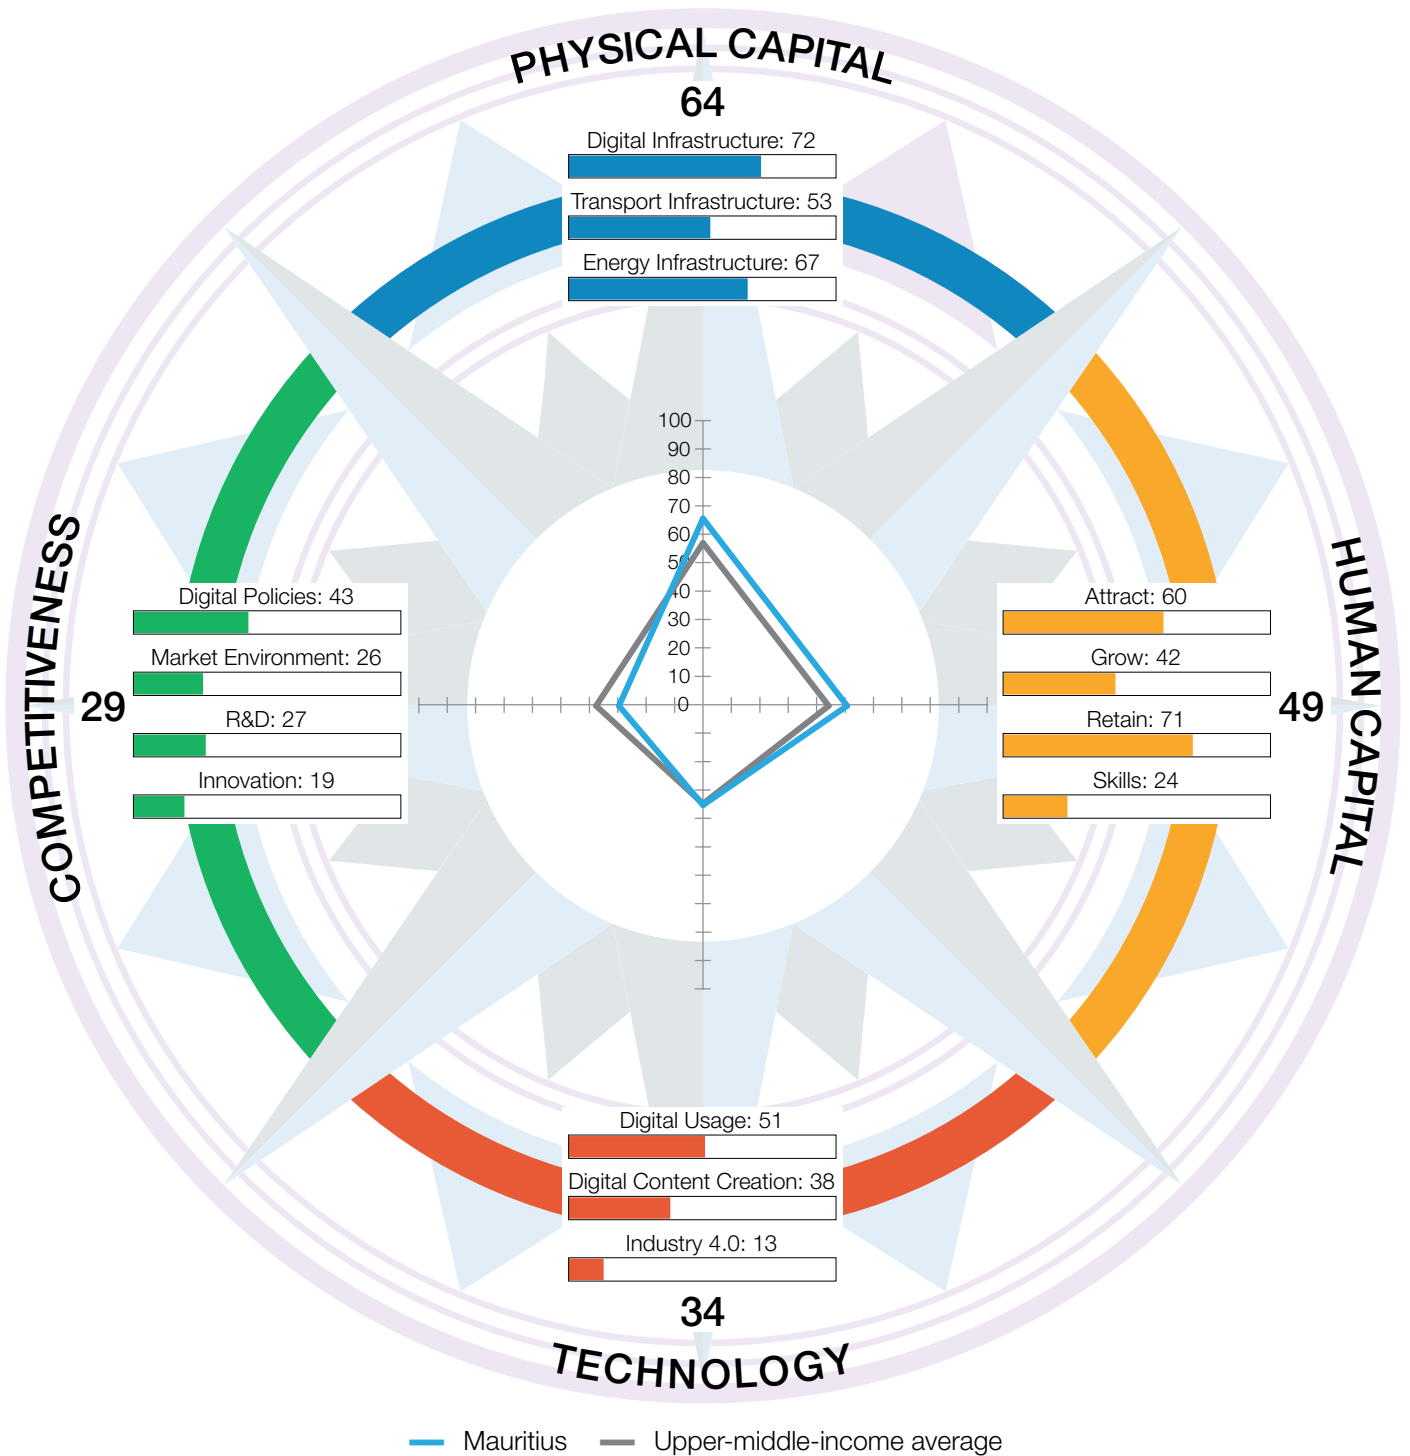 PHYSICAL CAPITAL
64
Digital Infrastructure: 72
Transport Infrastructure: 53
Energy Infrastructure: 67
100
90
80
70
60
50
40
30
20
10
0
COMPETITIVENESS
29
Digital Policies: 43
Market Environment: 26
R&D: 27
Innovation: 19
HUMAN CAPITAL
49
Attract: 60
Grow: 42
Retain: 71
Skills: 24
Digital Usage: 51
Digital Content Creation: 38
Industry 4.0: 13
34
TECHNOLOGY
Mauritius
Upper-middle-income average